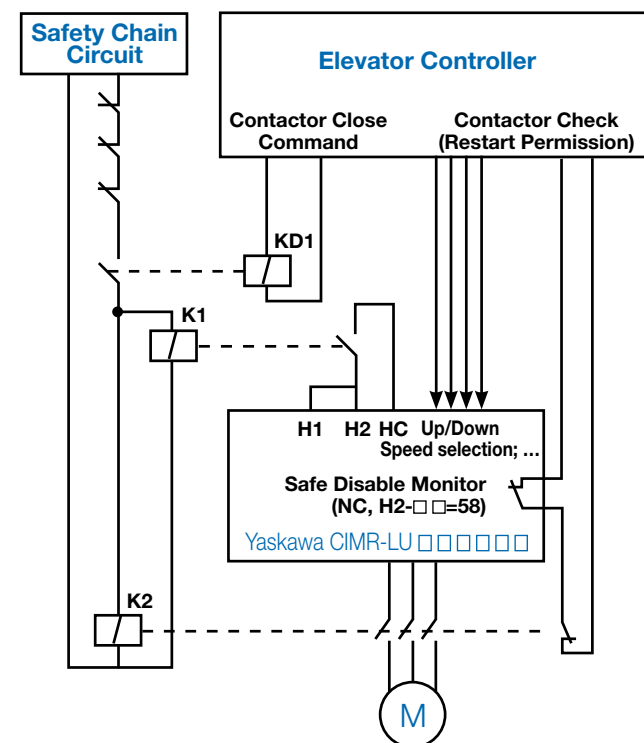 Safety Chain
Circuit
Elevator Controller
Contactor Close
Command
Contactor Check
(Restart Permission)
KD1
K1
H1 H2 HC Up/Down
Speed selection; ...
Safe Disable Monitor
(NC, H2-□ □=58)
Yaskawa CIMR-LU □ □ □ □ □ □
K2
M